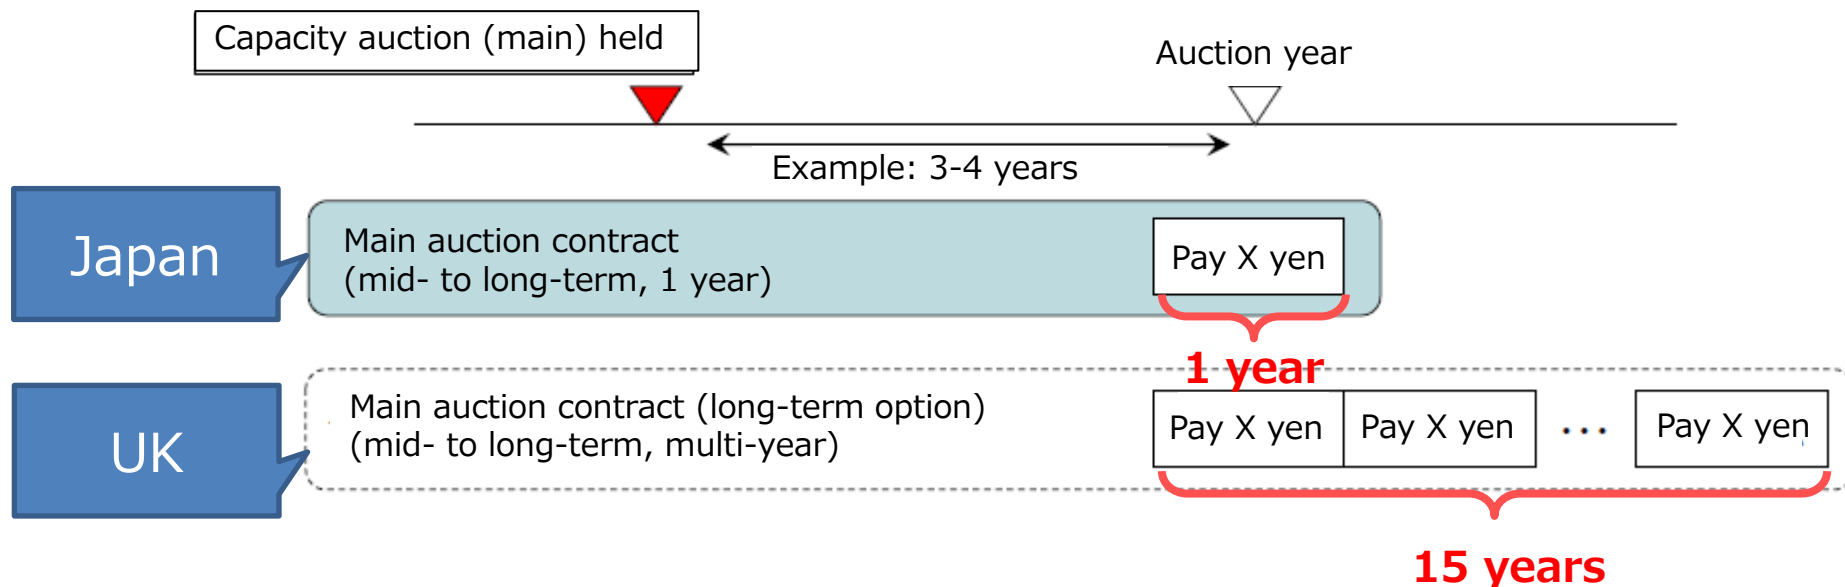 Capacity auction (main) held
Auction year
Example: 3-4 years
Japan
Main auction contract
(mid- to long-term, 1 year)
Pay X yen
1 year
UK
Main auction contract (long-term option)
(mid- to long-term, multi-year)
Pay X yen
Pay X yen
・・・
Pay X yen
15 years